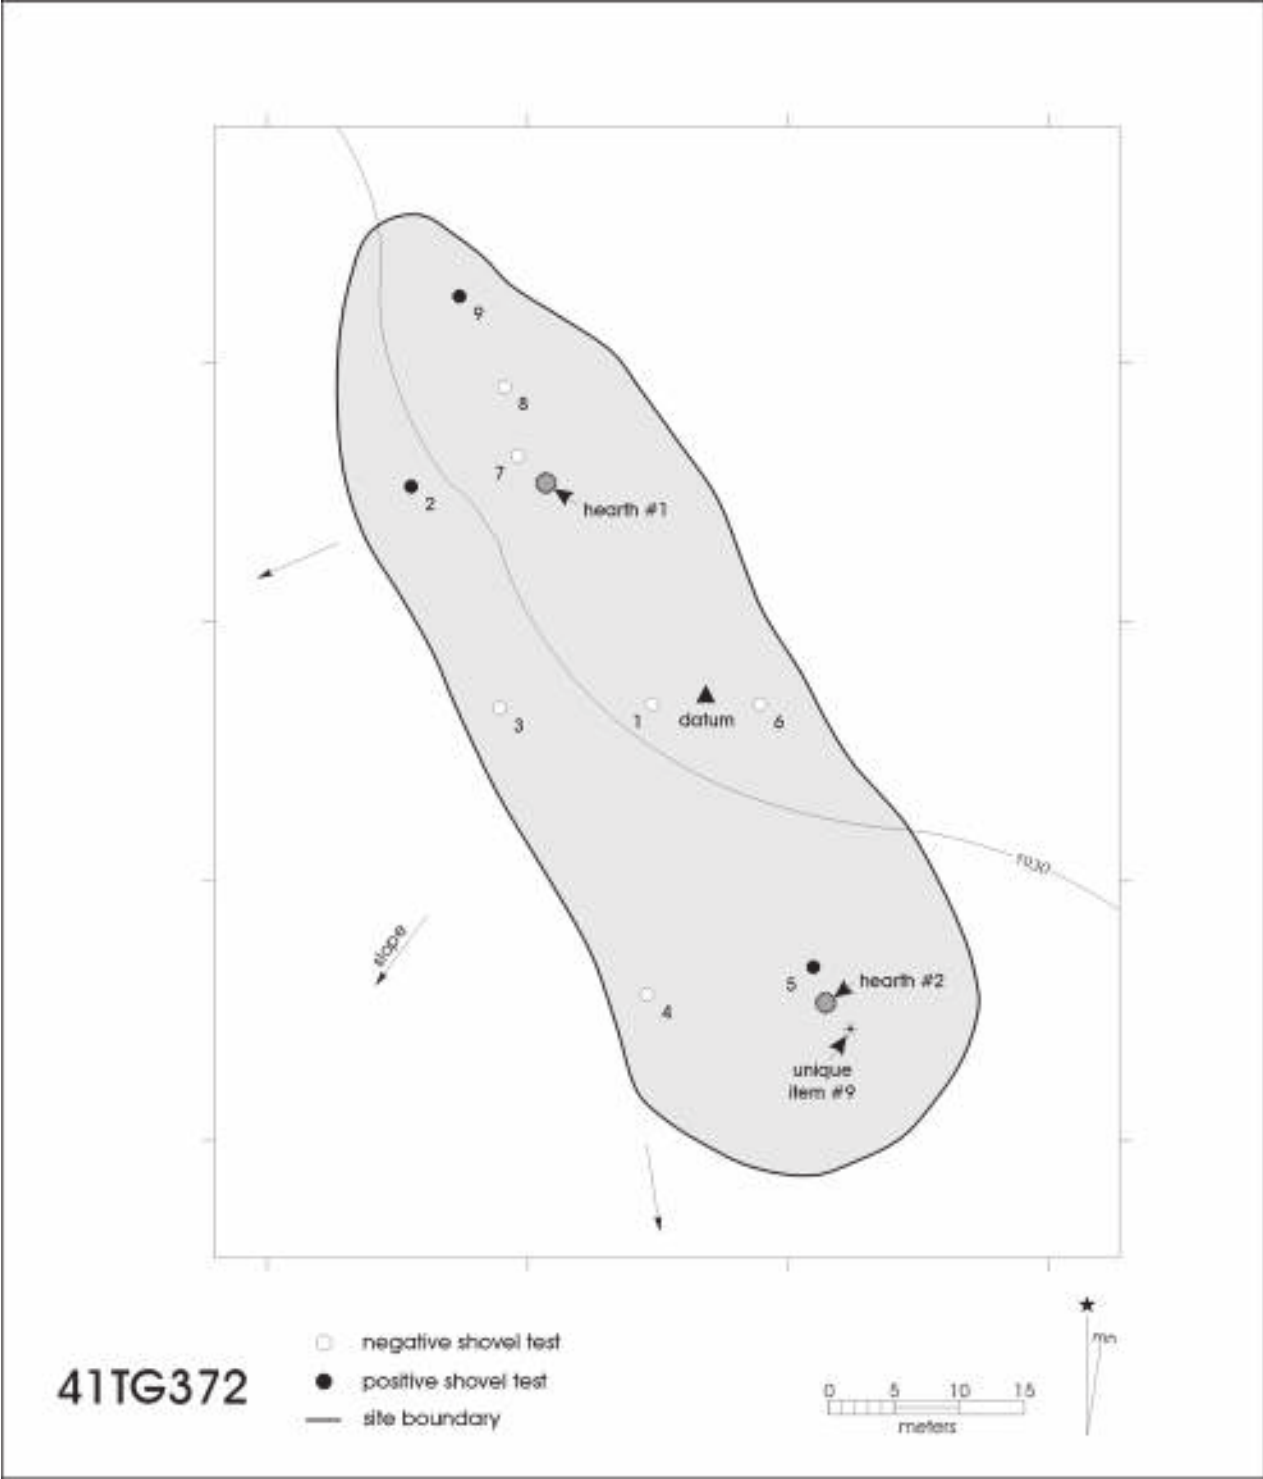 9
8
7
hearth #1
2
1
datum
6
3
1030
slope
5
hearth #2
4
unique
item #9
mn
negative shovel test
41TG372
positive shovel test
site boundary
0 5 10 15
meters